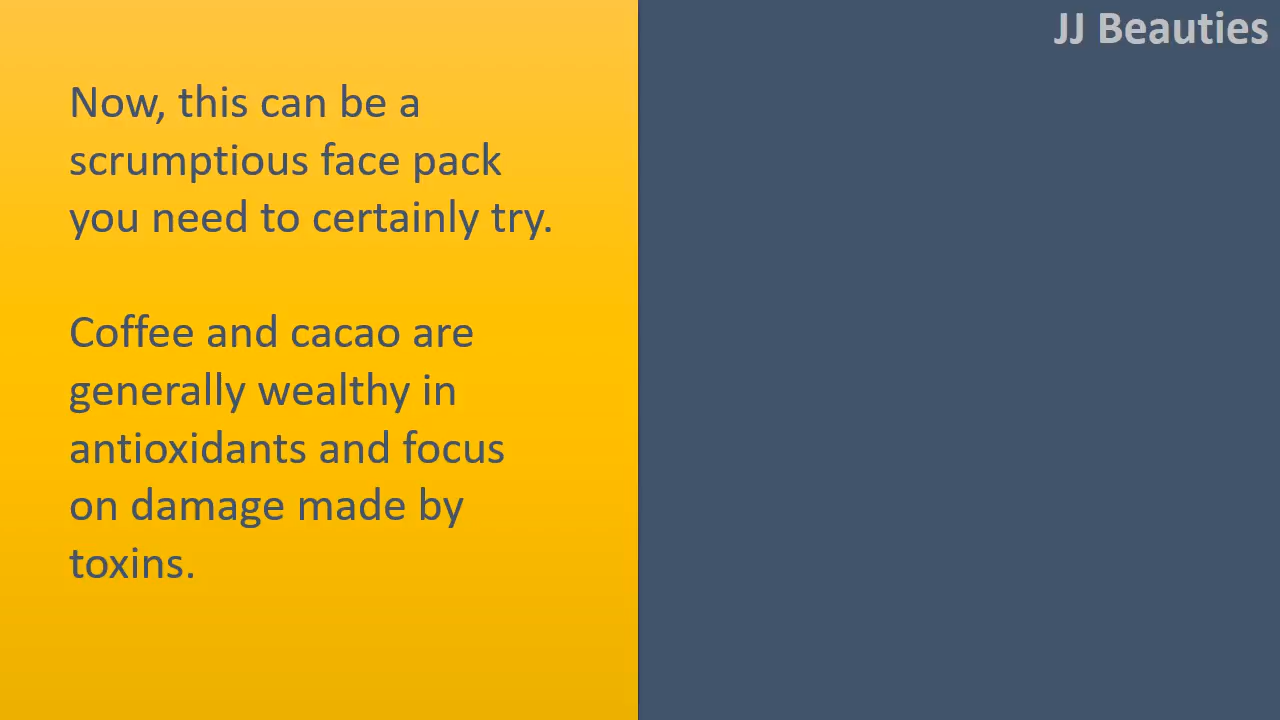 JJ Beauties
Now, this can be a
scrumptious face pack
you need to certainly try.
Coffee and cacao are
generally wealthy in
antioxidants and focus
on damage made by
toxins.